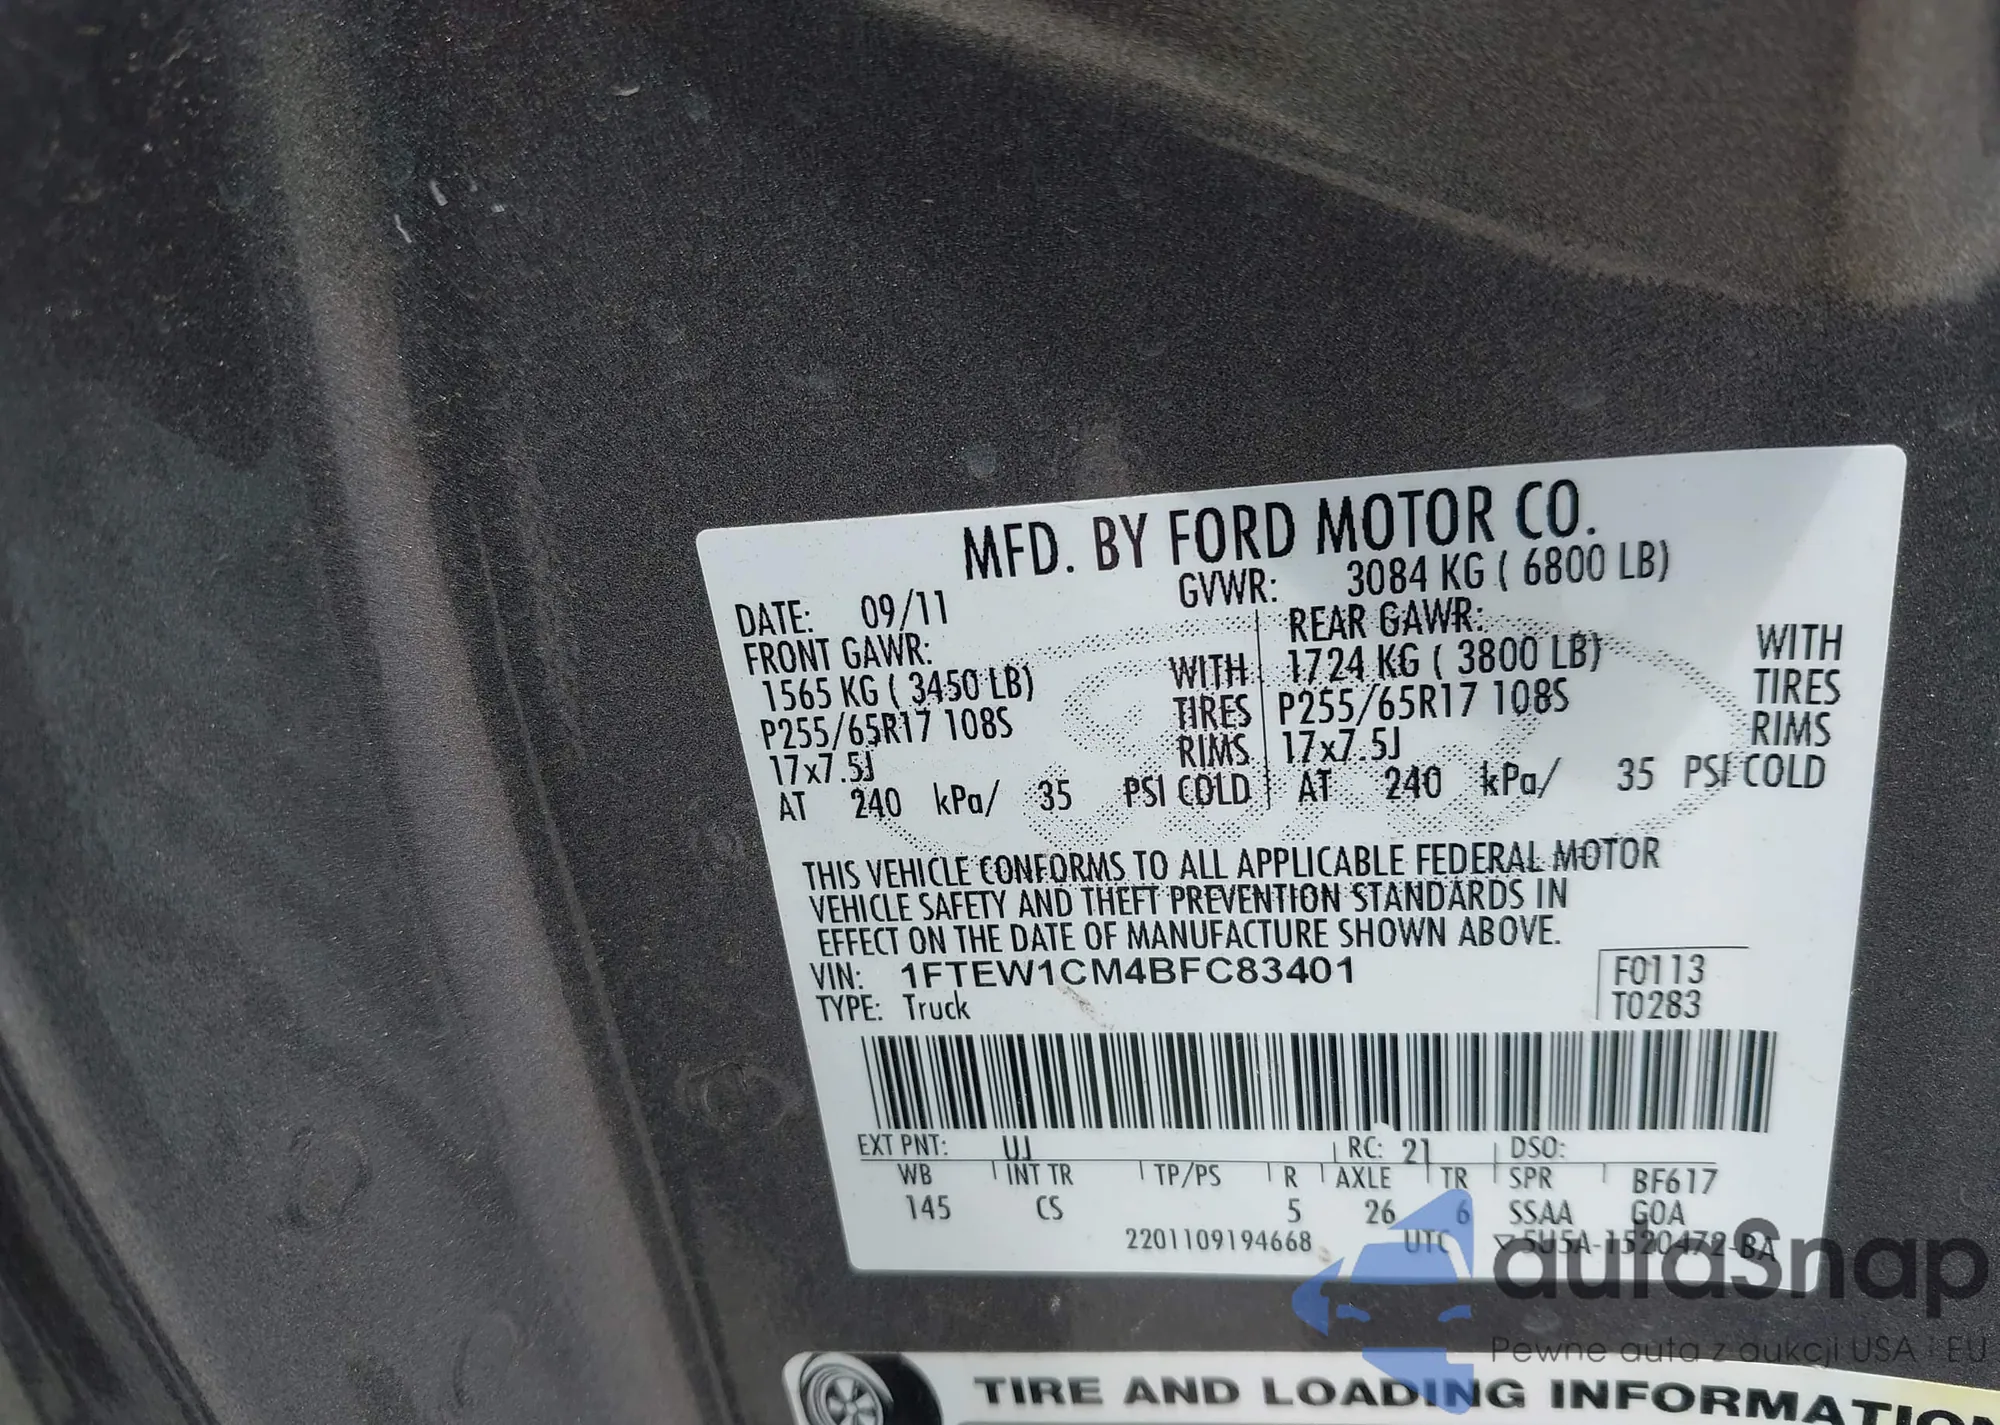 MFD. BY FORD MOTOR CO.
DATE: 09/11 GVWR: 3084 KG ( 6800 LB)
FRONT GAWR: REAR GAWR:
1565 KG ( 3450 LB) WITH 1724 KG ( 3800 LB) WITH
P255/65R17 108S TIRES P255/65R17 108S TIRES
17x7.5J RIMS 17x7.5J RIMS
AT 240 kPa/ 35 PSI COLD AT 240 kPa/ 35 PSI COLD
THIS VEHICLE CONFORMS TO ALL APPLICABLE FEDERAL MOTOR
VEHICLE SAFETY AND THEFT PREVENTION STANDARDS IN
EFFECT ON THE DATE OF MANUFACTURE SHOWN ABOVE.
VIN: 1FTEW1CM4BFC83401 F0113
TYPE: Truck T0283
EXT PNT: UJ RC: 21 DSO:
WB INT TR TP/PS R AXLE TR SPR BF617
145 CS 5 26 6 SSAA GOA
2201109194668 UTC ▽ 5U5A-1520472-BA
autaSnap
Pewne auta z aukcji USA i EU
TIRE AND LOADING INFORMATION